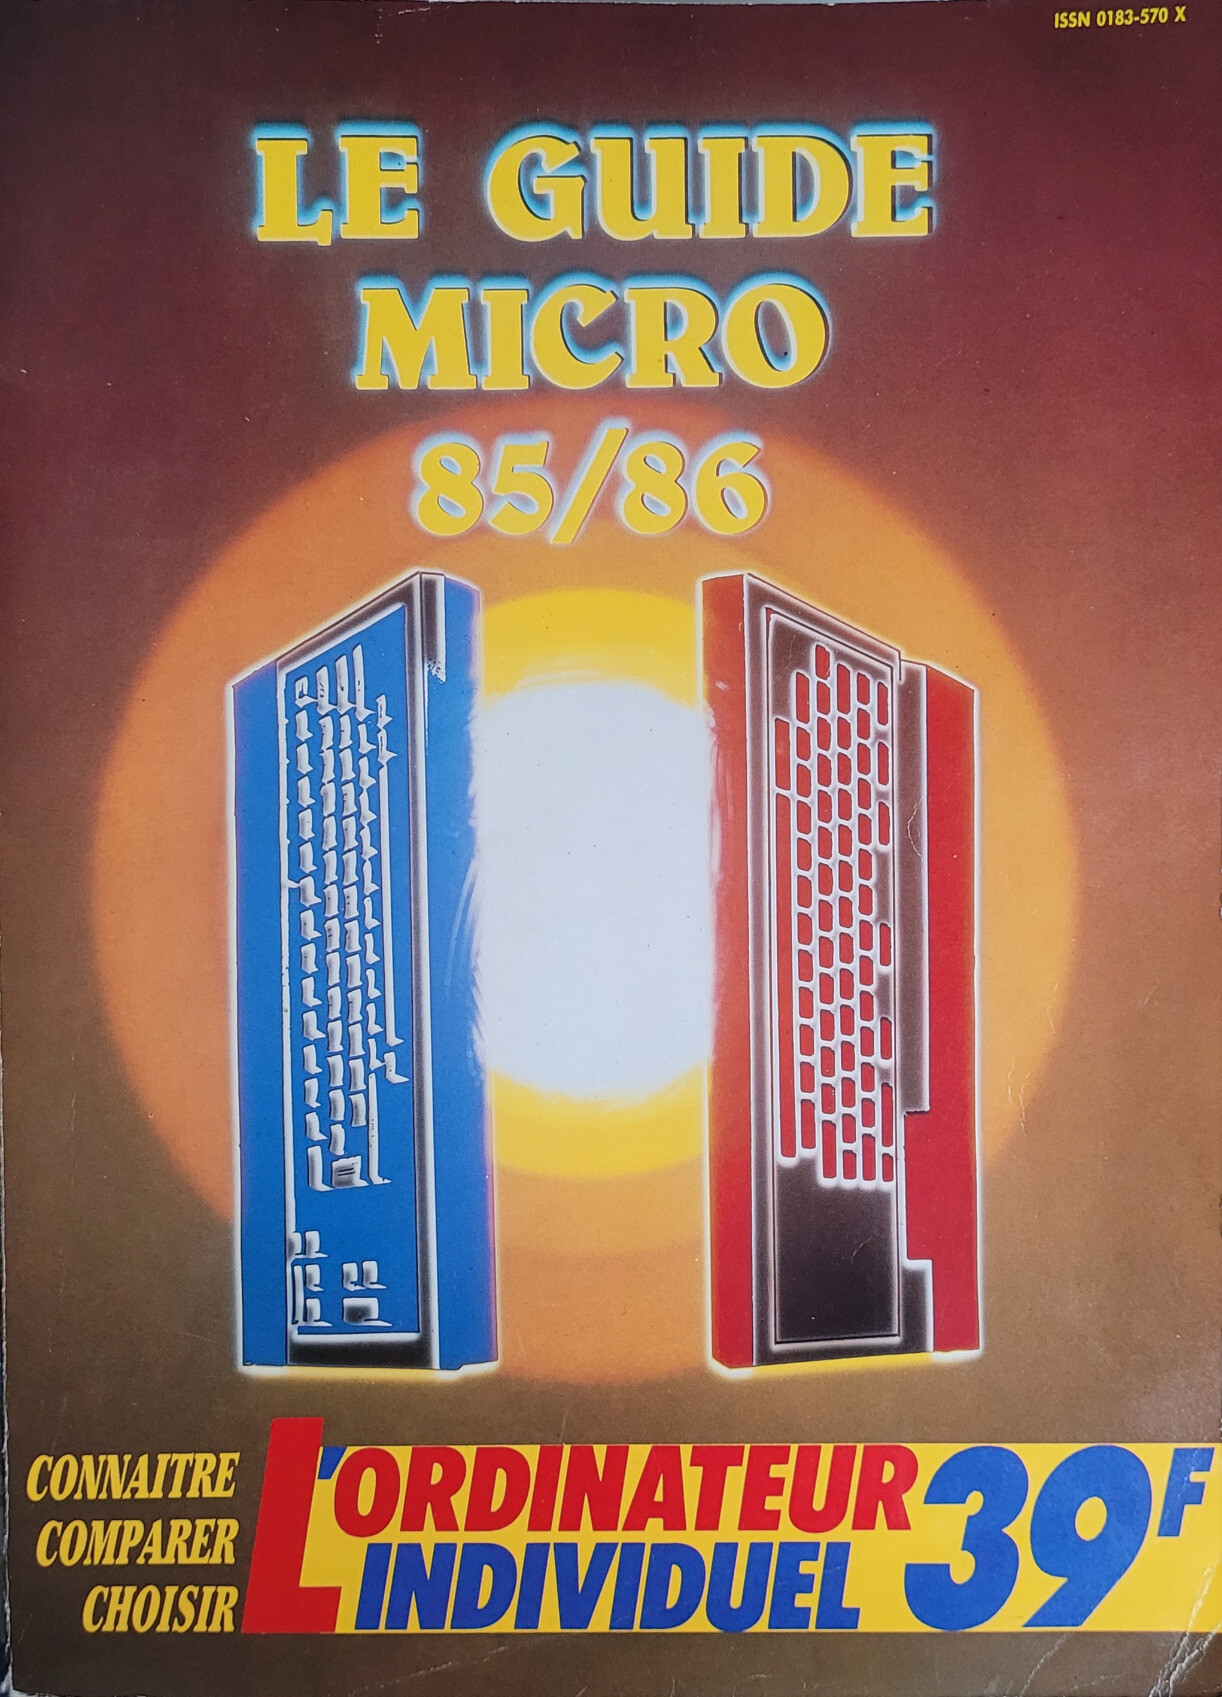 ISSN 0183-570 X
LE GUIDE
MICRO
85/86
CONNAITRE
COMPARER
CHOISIR
L'ORDINATEUR
INDIVIDUEL
39F